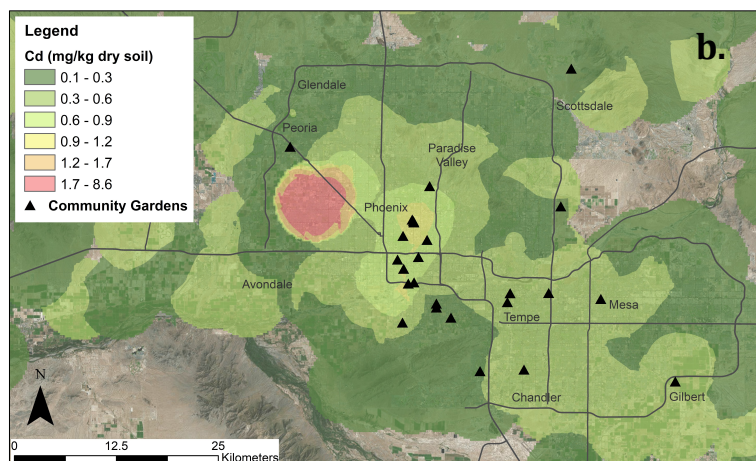 Legend
Cd (mg/kg dry soil)
0.1 - 0.3
0.3 - 0.6
0.6 - 0.9
0.9 - 1.2
1.2 - 1.7
1.7 - 8.6
Community Gardens
b.
Glendale
Scottsdale
Peoria
Paradise
Valley
Phoenix
Avondale
Mesa
Tempe
Chandler
Gilbert
N
0 12.5 25
Kilometers